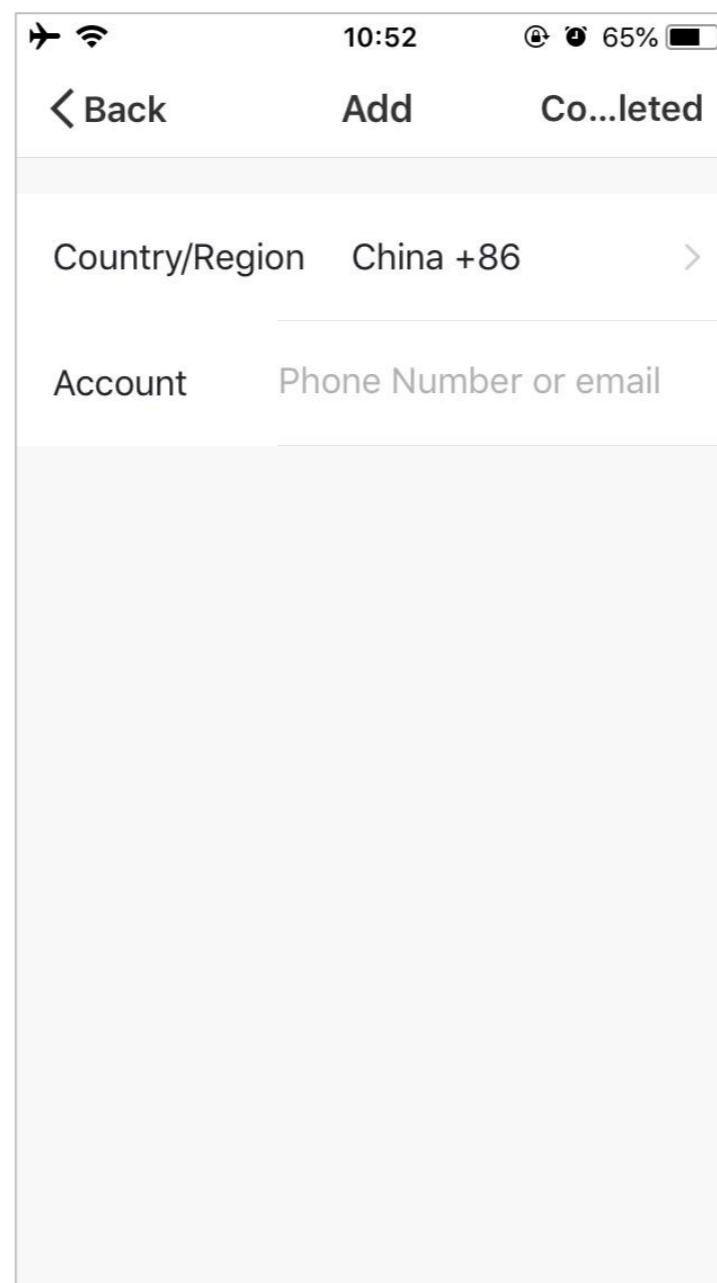 10:52 65%
Back Add Co...leted
Country/Region China +86
Account Phone Number or email